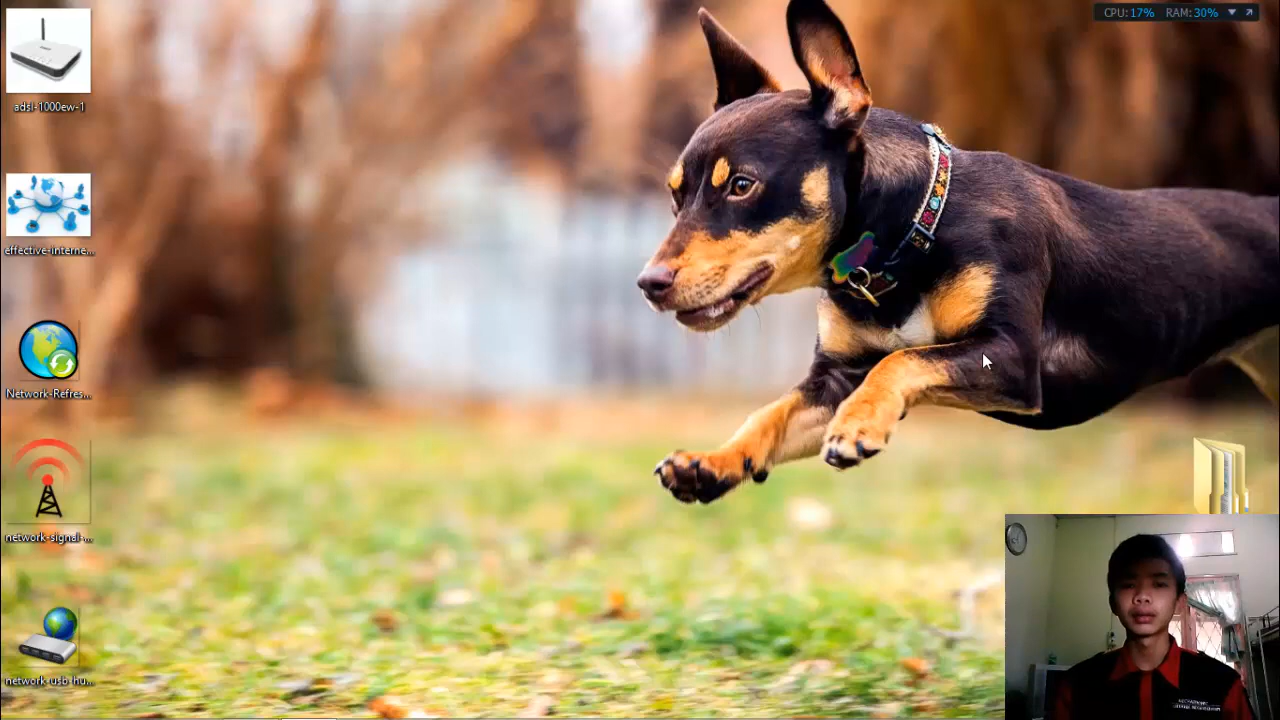 CPU:17% RAM:30%
adsl-1000ew-1
effective-interne...
Network-Refres...
network-signal-...
network-usb-hu...